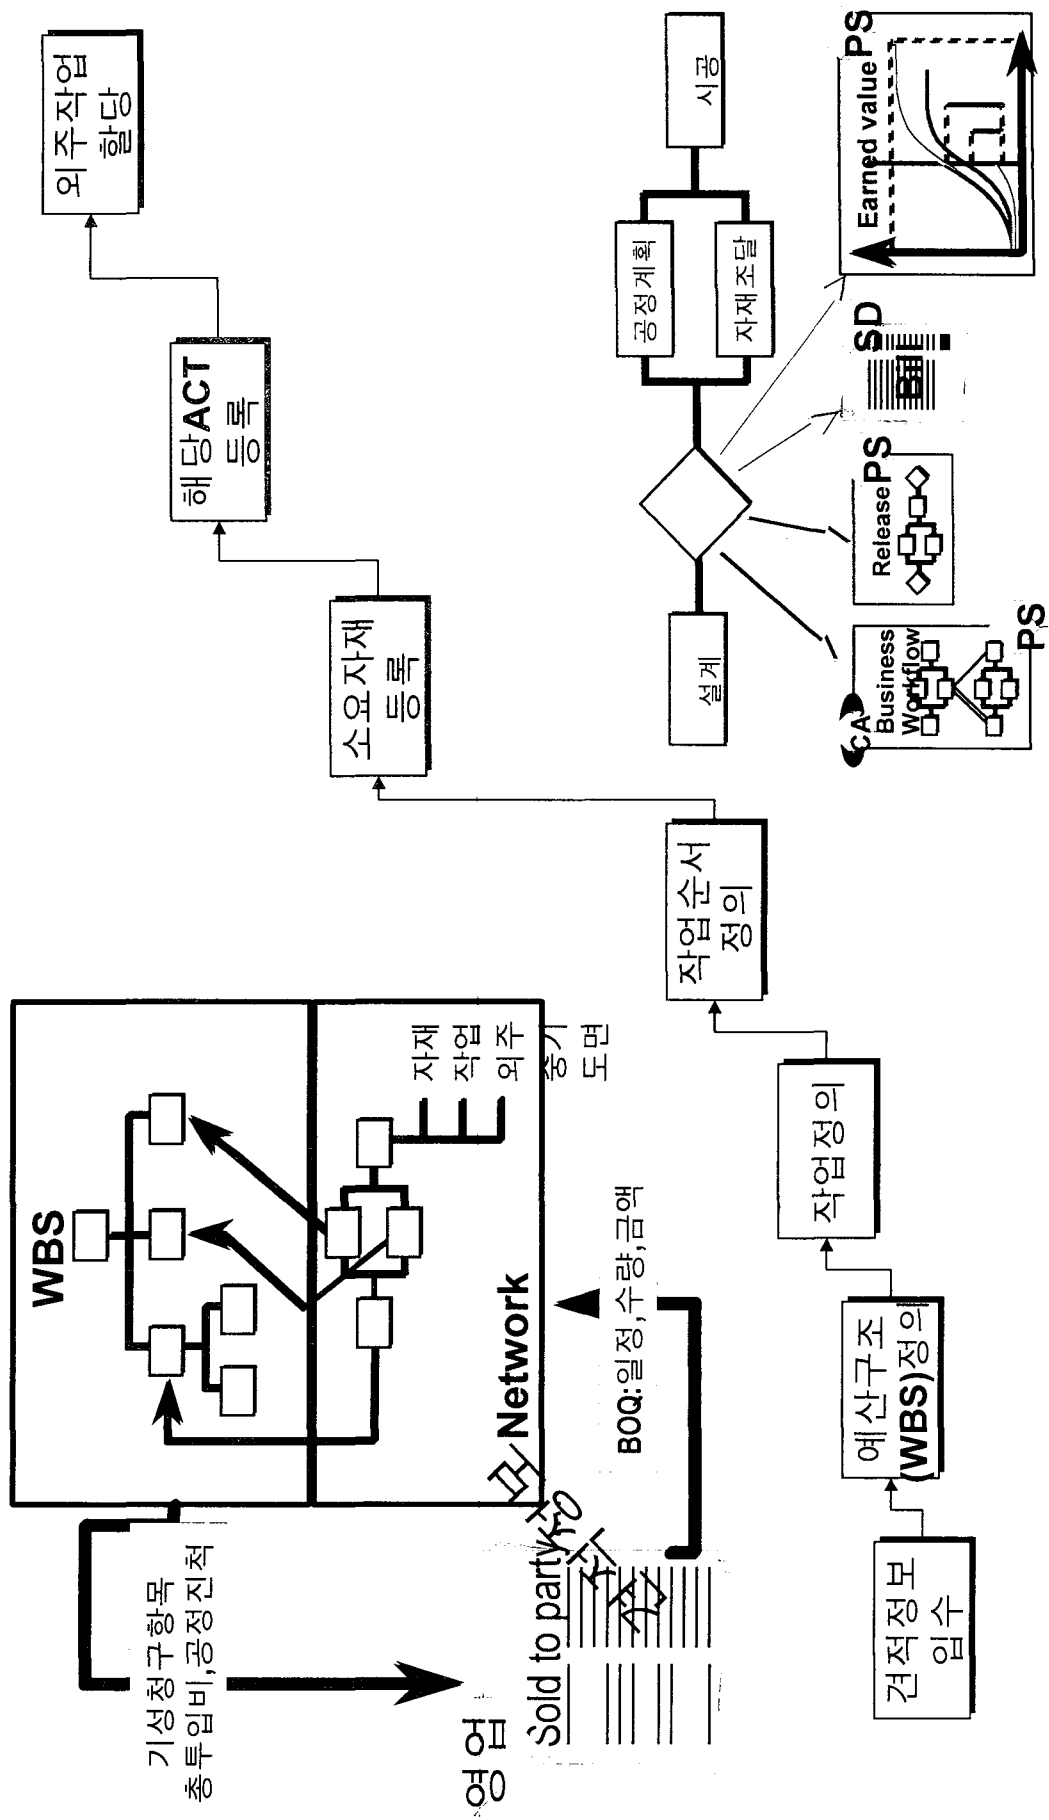 WBS
Network
자재
작업
외주
중기
도면
기성청구항목
총투입비,공정진척
영업
Sold to party
BOQ:일정,수량,금액
견적정보
입수
예산구조
(WBS)정의
작업정의
작업순서
정의
소요자재
등록
해당ACT
등록
외주작업
할당
설계
공정계획
자재조달
시공
CA
Business
Workflow
PS
Release
PS
Bill
SD
Earned value
PS